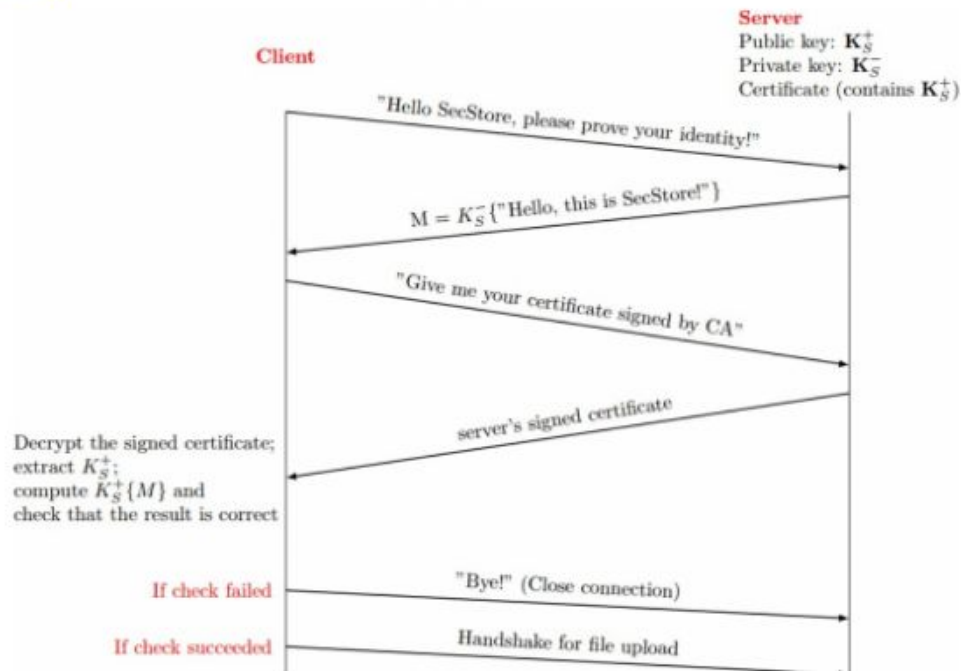 Server
Public key: K_S^+
Client
Private key: K_S^-
Certificate (contains K_S^+)
"Hello SecStore, please prove your identity!"
M = K_S^-{"Hello, this is SecStore!"}
"Give me your certificate signed by CA"
server's signed certificate
Decrypt the signed certificate;
extract K_S^+;
compute K_S^+{M} and
check that the result is correct
If check failed
"Bye!" (Close connection)
If check succeeded
Handshake for file upload